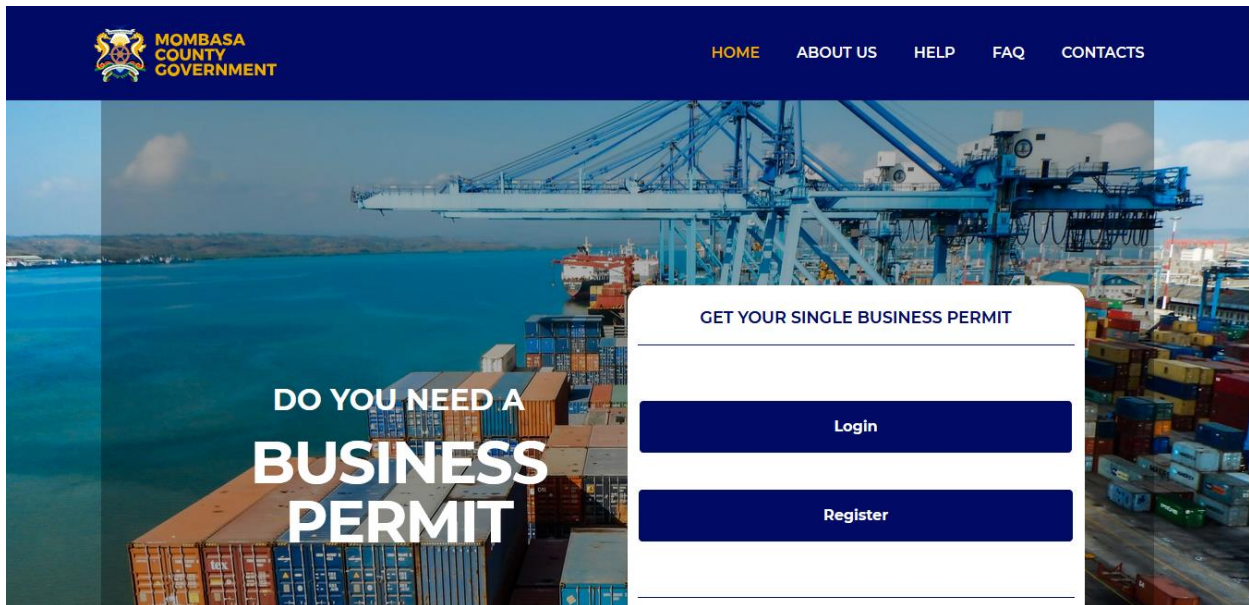 MOMBASA
COUNTY
GOVERNMENT
HOME ABOUT US HELP FAQ CONTACTS
DO YOU NEED A
BUSINESS
PERMIT
GET YOUR SINGLE BUSINESS PERMIT
Login
Register
tex